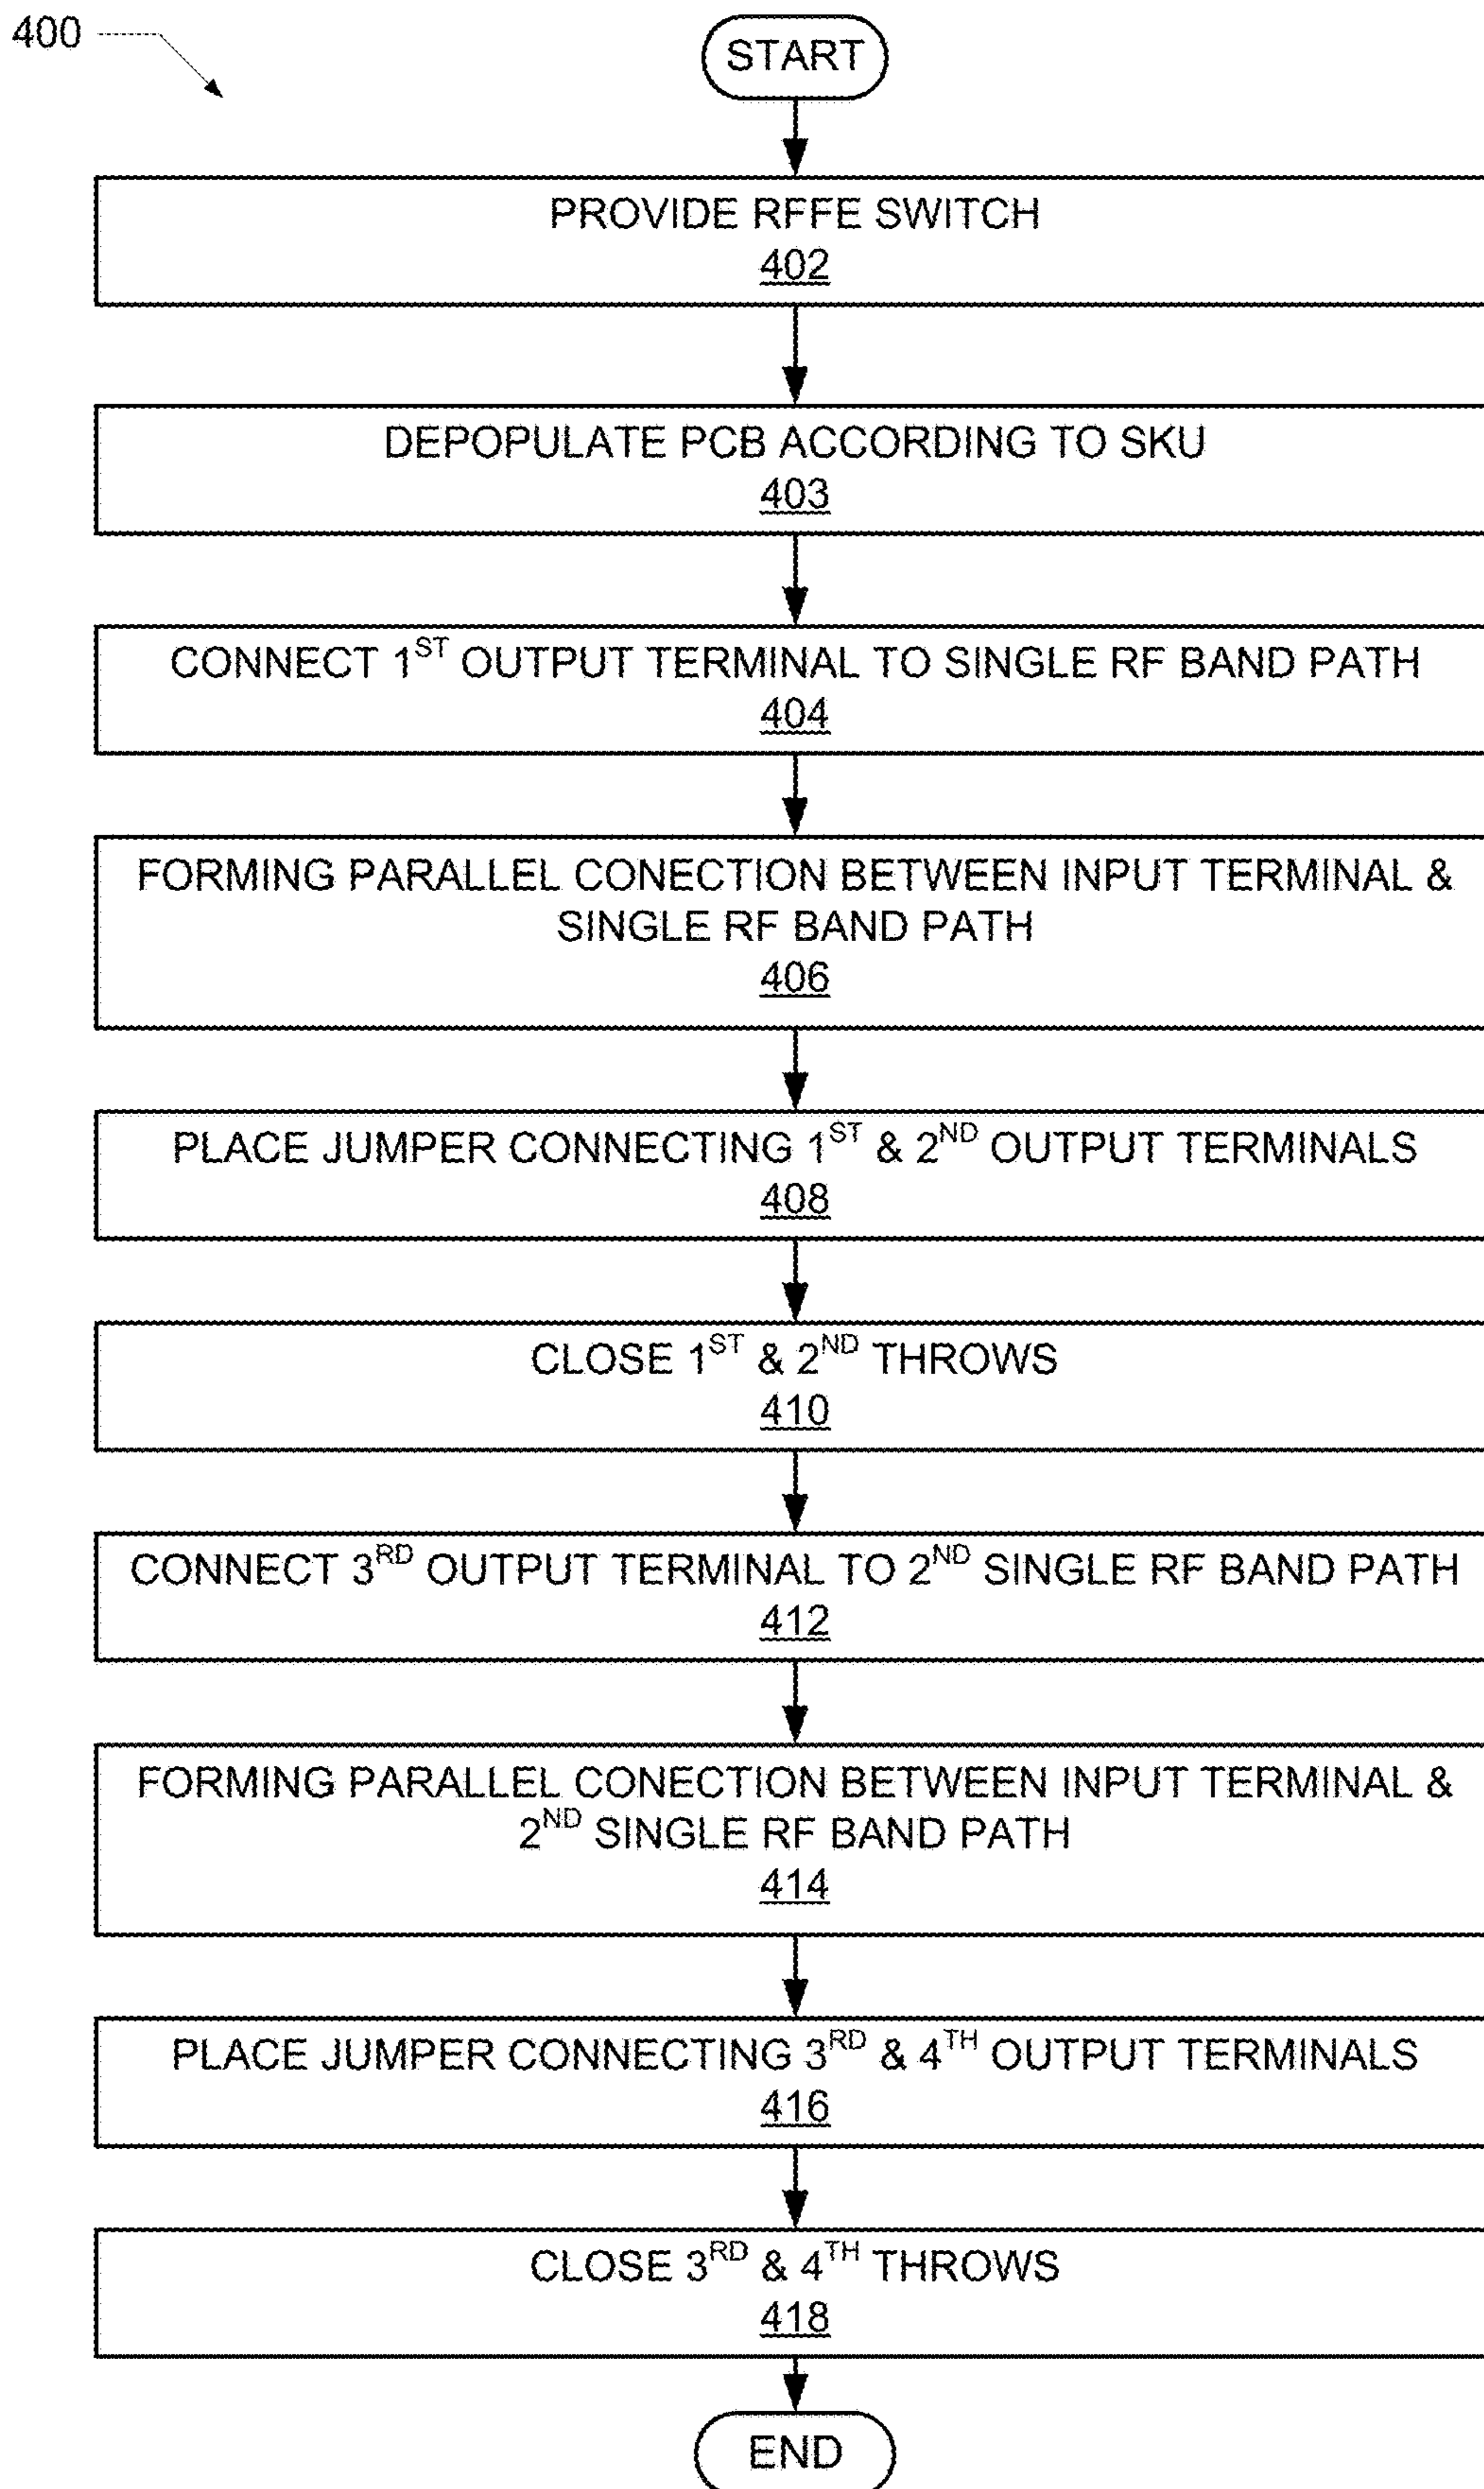 400
START
PROVIDE RFFE SWITCH
402
DEPOPULATE PCB ACCORDING TO SKU
403
CONNECT 1ST OUTPUT TERMINAL TO SINGLE RF BAND PATH
404
FORMING PARALLEL CONECTION BETWEEN INPUT TERMINAL &
SINGLE RF BAND PATH
406
PLACE JUMPER CONNECTING 1ST & 2ND OUTPUT TERMINALS
408
CLOSE 1ST & 2ND THROWS
410
CONNECT 3RD OUTPUT TERMINAL TO 2ND SINGLE RF BAND PATH
412
FORMING PARALLEL CONECTION BETWEEN INPUT TERMINAL &
2ND SINGLE RF BAND PATH
414
PLACE JUMPER CONNECTING 3RD & 4TH OUTPUT TERMINALS
416
CLOSE 3RD & 4TH THROWS
418
END